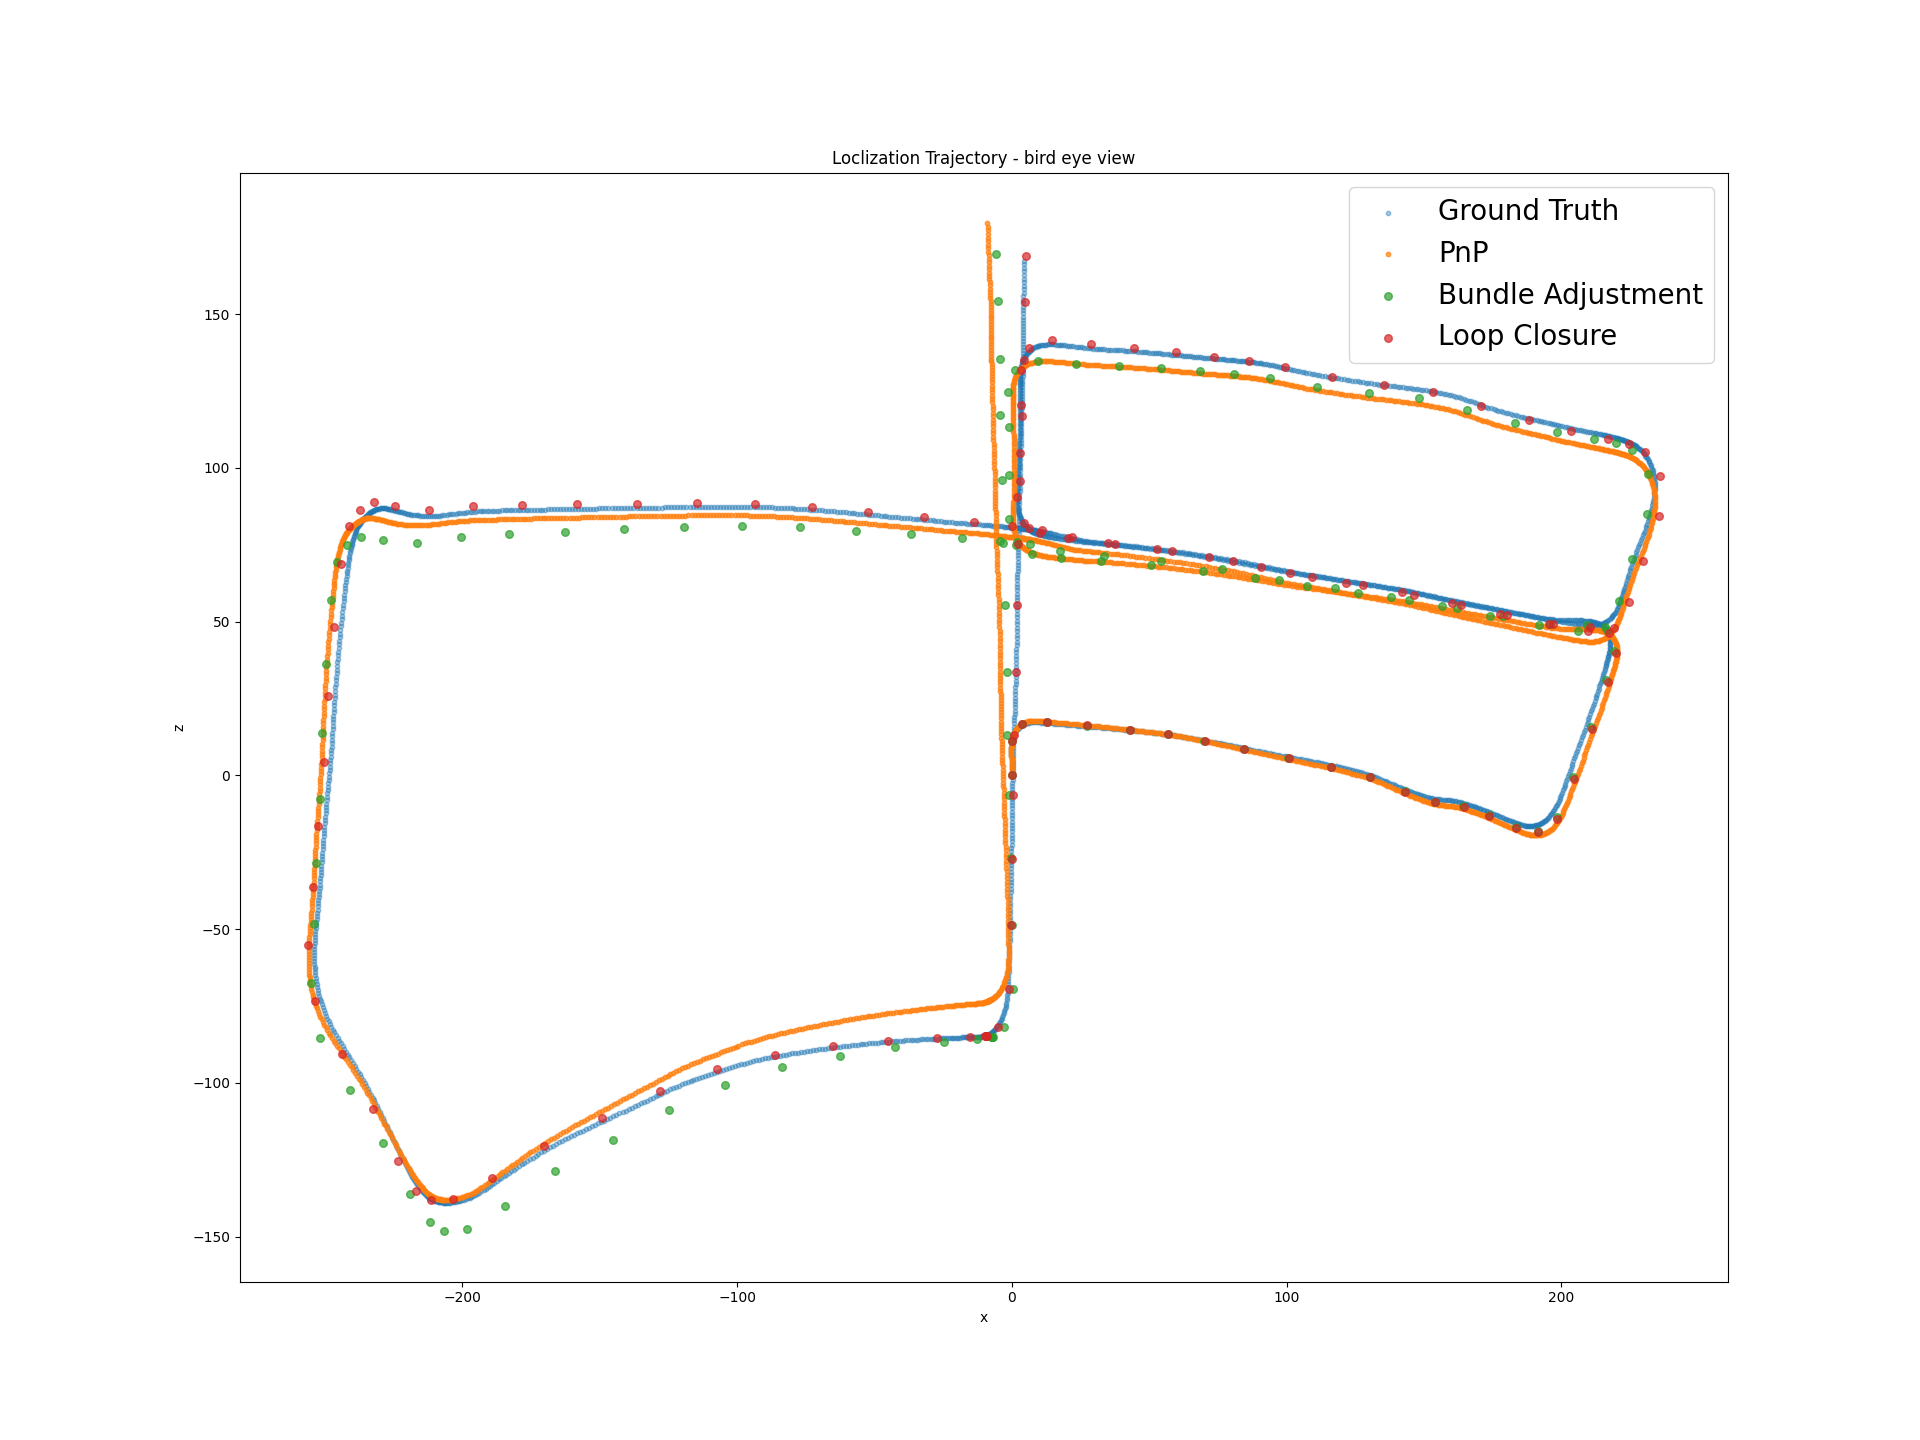 Loclization Trajectory - bird eye view
Ground Truth
PnP
Bundle Adjustment
Loop Closure
150
100
50
0
−50
−100
−150
z
−200
−100
0
100
200
x